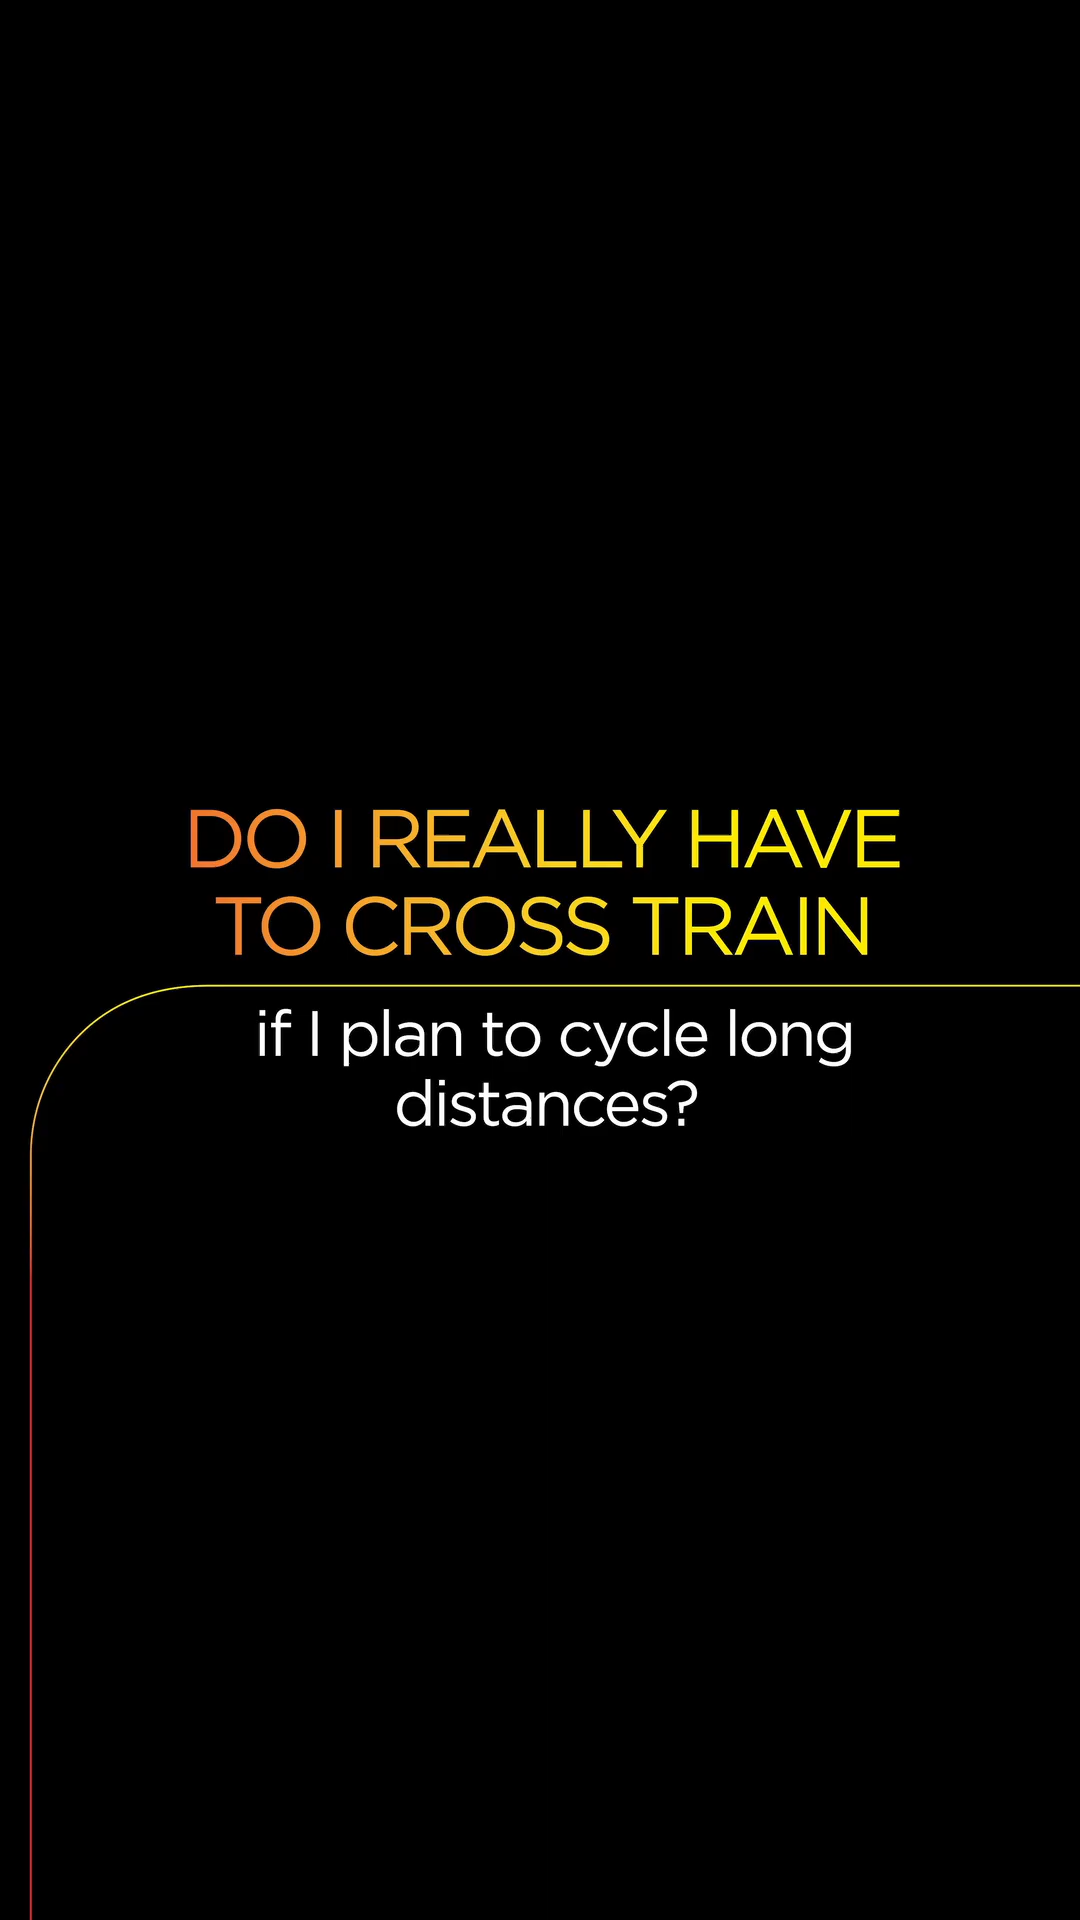 DO I REALLY HAVE
TO CROSS TRAIN
if I plan to cycle long
distances?